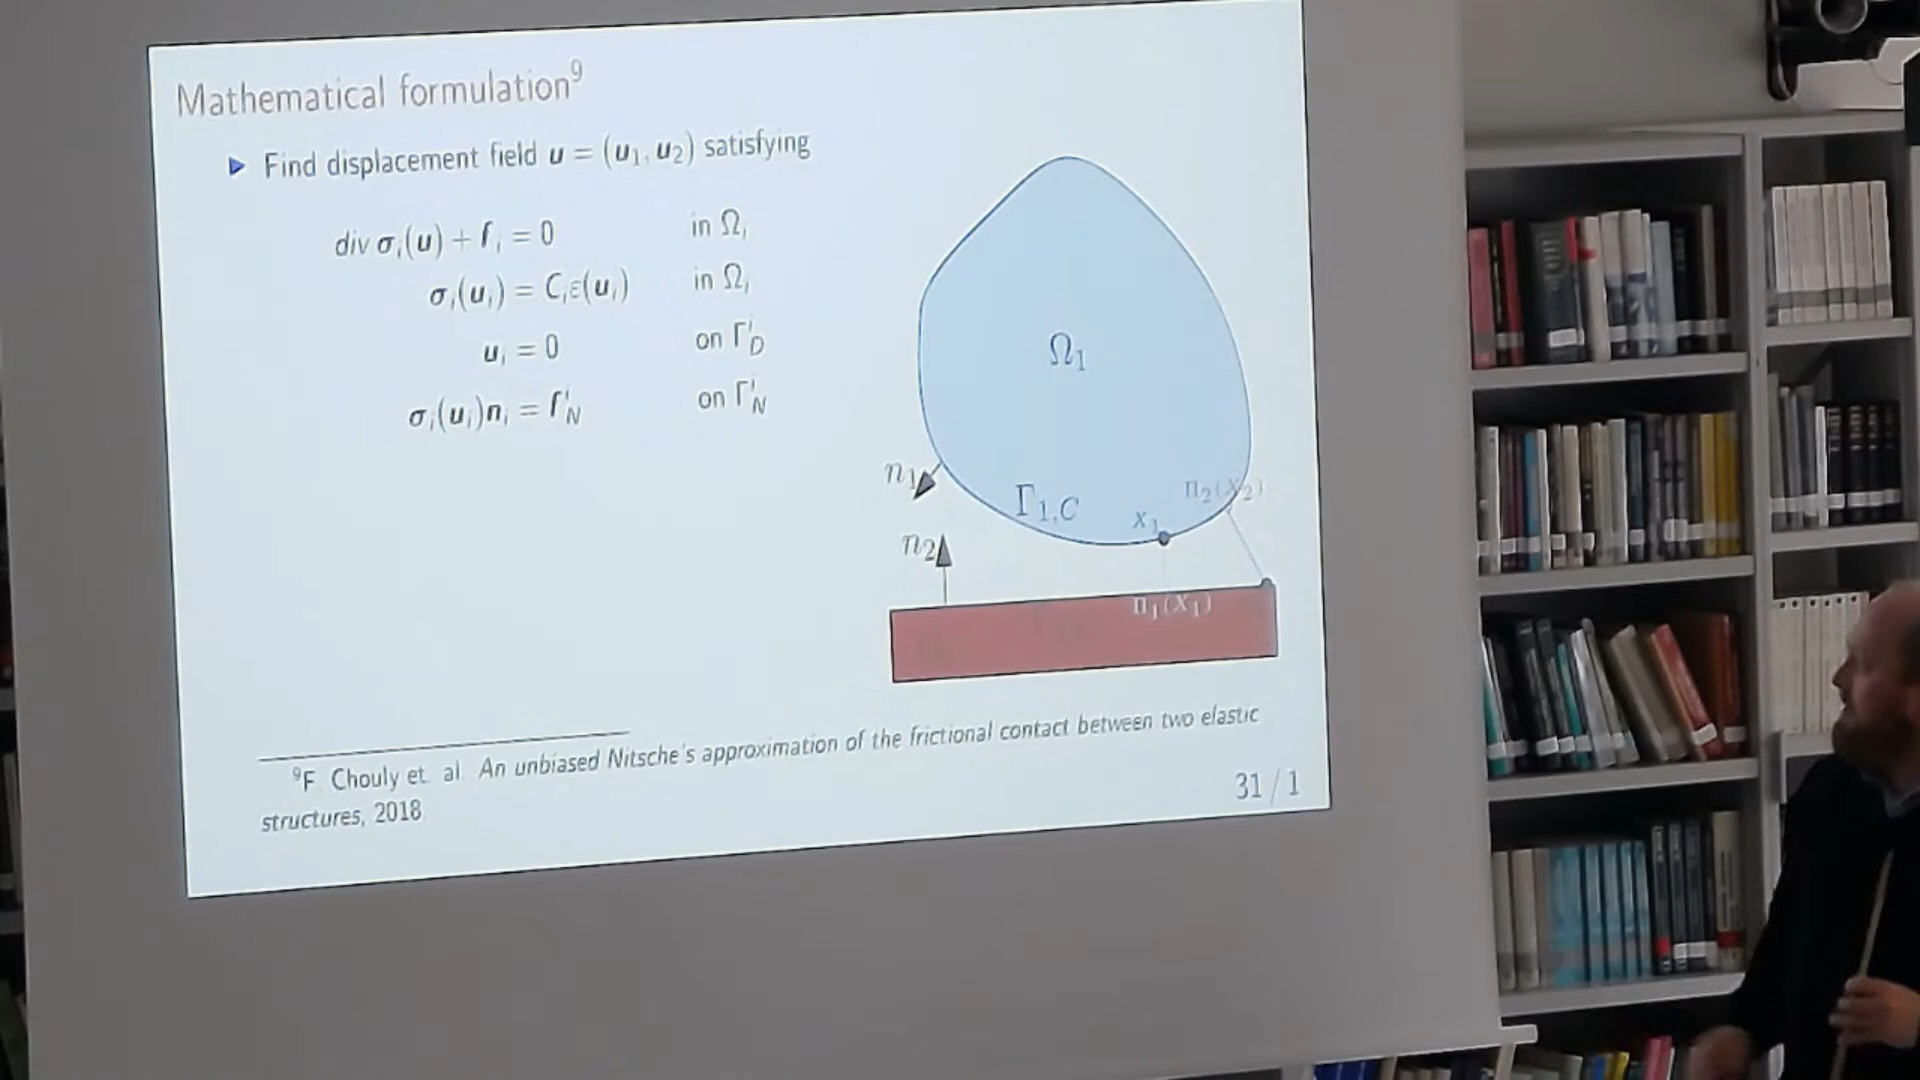 Mathematical formulation⁹
▶ Find displacement field u = (u₁, u₂) satisfying
div σᵢ(u) + fᵢ = 0 in Ωᵢ
σᵢ(uᵢ) = Cᵢε(uᵢ) in Ωᵢ
uᵢ = 0 on Γⁱ_D
σᵢ(uᵢ)nᵢ = fⁱ_N on Γⁱ_N
Ω₁
n₁
Γ₁,C
x₁
Π₂(X₂)
n₂
Π₁(X₁)
⁹F. Chouly et. al. An unbiased Nitsche's approximation of the frictional contact between two elastic
structures, 2018
31 / 1